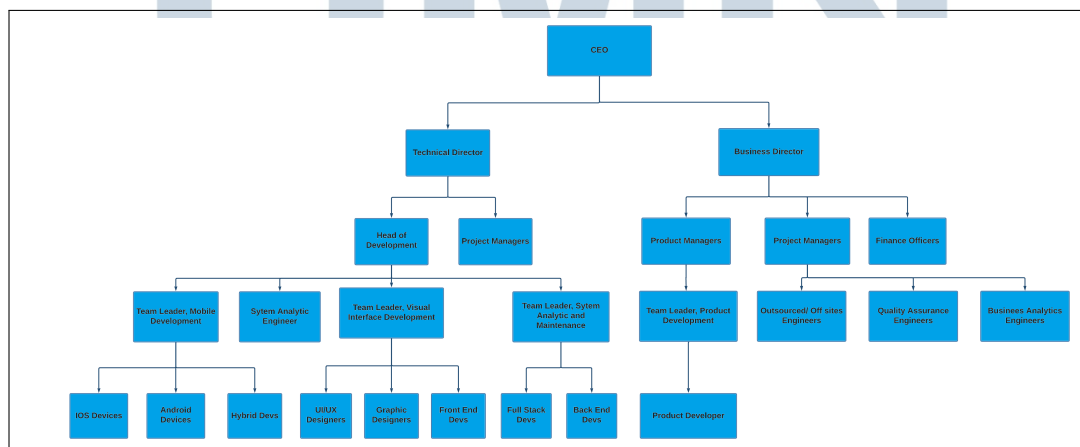 CEO
Technical Director
Business Director
Head of
Development
Project Managers
Product Managers
Project Managers
Finance Officers
Team Leader, Mobile
Development
Sytem Analytic
Engineer
Team Leader, Visual
Interface Development
Team Leader, Sytem
Analytic and
Maintenance
Team Leader, Product
Development
Outsourced/ Off sites
Engineers
Quality Assurance
Engineers
Businees Analytics
Engineers
IOS Devices
Android
Devices
Hybrid Devs
UI/UX
Designers
Graphic
Designers
Front End
Devs
Full Stack
Devs
Back End
Devs
Product Developer